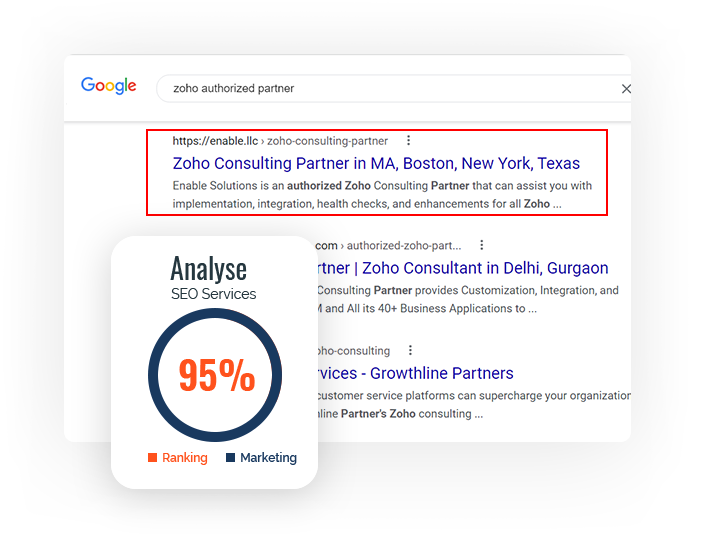 Google
zoho authorized partner
https://enable.llc › zoho-consulting-partner
Zoho Consulting Partner in MA, Boston, New York, Texas
Enable Solutions is an authorized Zoho Consulting Partner that can assist you with
implementation, integration, health checks, and enhancements for all Zoho ...
.com › authorized-zoho-part...
| Zoho Consultant in Delhi, Gurgaon
Consulting Partner provides Customization, Integration, and
and All its 40+ Business Applications to ...
-consulting
- Growthline Partners
customer service platforms can supercharge your organization
Partner's Zoho consulting ...
Analyse
SEO Services
95%
Ranking
Marketing